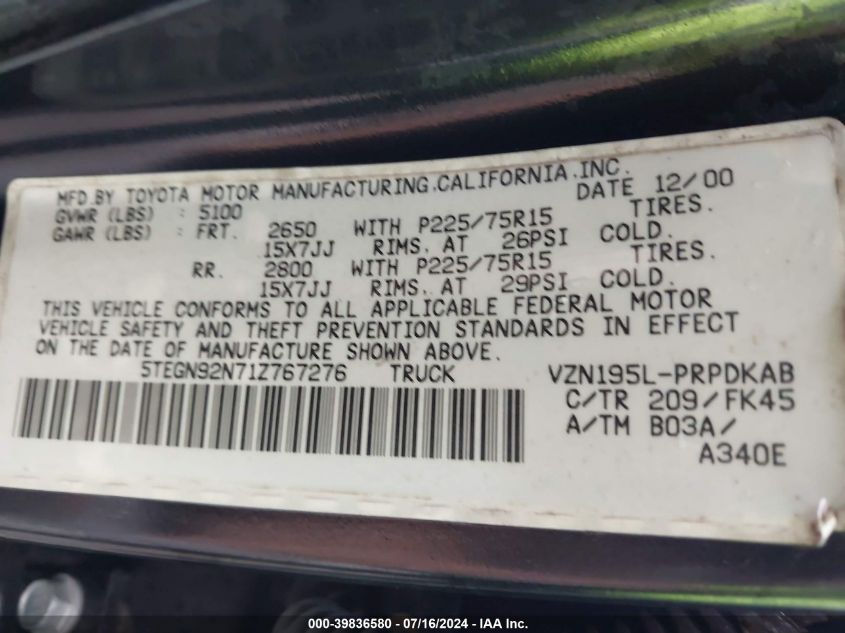 MFD.BY TOYOTA MOTOR MANUFACTURING.CALIFORNIA.INC.
GVWR (LBS) : 5100 DATE 12/00
GAWR (LBS) : FRT. 2650 WITH P225/75R15 TIRES.
15X7JJ RIMS. AT 26PSI COLD.
RR. 2800 WITH P225/75R15 TIRES.
15X7JJ RIMS. AT 29PSI COLD.
THIS VEHICLE CONFORMS TO ALL APPLICABLE FEDERAL MOTOR
VEHICLE SAFETY AND THEFT PREVENTION STANDARDS IN EFFECT
ON THE DATE OF MANUFACTURE SHOWN ABOVE.
5TEGN92N71Z767276 TRUCK VZN195L-PRPDKAB
C/TR 209/FK45
A/TM B03A/
A340E
000-39836580 - 07/16/2024 - IAA Inc.